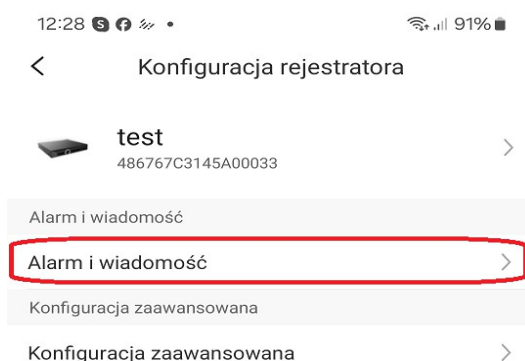 12:28 91%
Konfiguracja rejestratora
test
486767C3145A00033
Alarm i wiadomość
Alarm i wiadomość
Konfiguracja zaawansowana
Konfiguracja zaawansowana